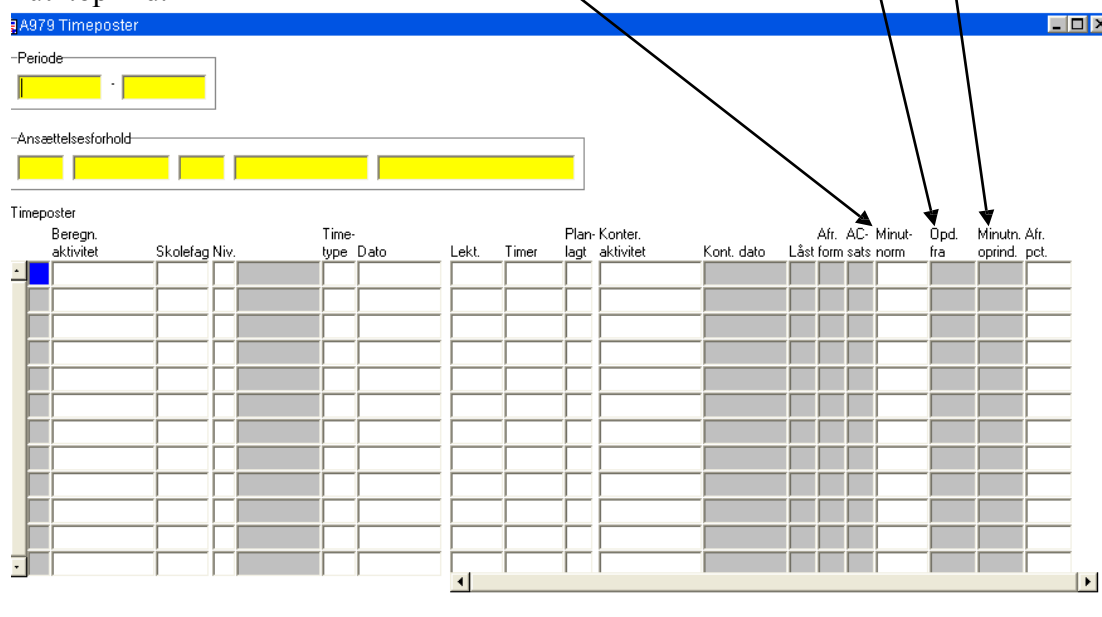 A979 Timeposter
Periode
-
Ansættelsesforhold
Timeposter
Beregn. Time- Plan- Konter. Afr. AC- Minut- Opd. Minutn. Afr.
aktivitet Skolefag Niv. type Dato Lekt. Timer lagt aktivitet Kont. dato Låst form sats norm fra oprind. pct.